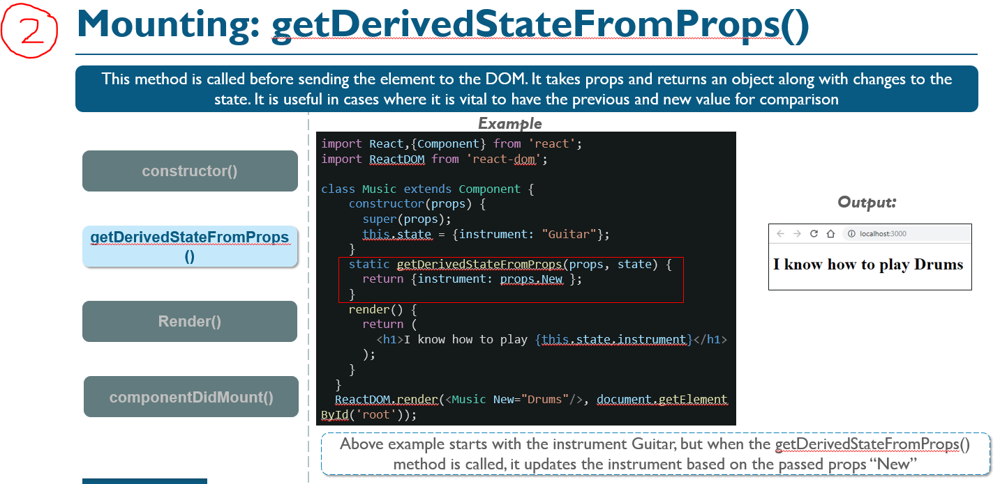 2
Mounting: getDerivedStateFromProps()
This method is called before sending the element to the DOM. It takes props and returns an object along with changes to the
state. It is useful in cases where it is vital to have the previous and new value for comparison
constructor()
getDerivedStateFromProps
()
Render()
componentDidMount()
Example
import React,{Component} from 'react';
import ReactDOM from 'react-dom';
class Music extends Component {
constructor(props) {
super(props);
this.state = {instrument: "Guitar"};
}
static getDerivedStateFromProps(props, state) {
return {instrument: props.New };
}
render() {
return (
<h1>I know how to play {this.state.instrument}</h1>
);
}
}
ReactDOM.render(<Music New="Drums"/>, document.getElement
ById('root'));
Output:
localhost:3000
I know how to play Drums
Above example starts with the instrument Guitar, but when the getDerivedStateFromProps()
method is called, it updates the instrument based on the passed props “New”